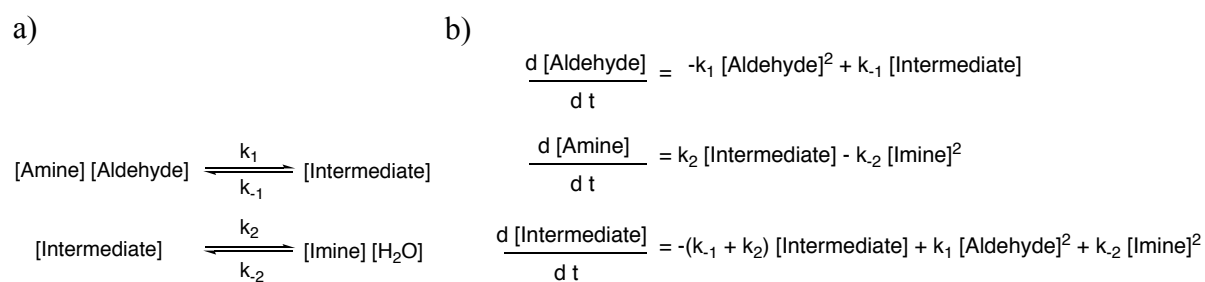 a)
k₁
[Amine] [Aldehyde] ⇌ [Intermediate]
k₋₁
k₂
[Intermediate] ⇌ [Imine] [H₂O]
k₋₂
b)
d [Aldehyde] / d t = -k₁ [Aldehyde]² + k₋₁ [Intermediate]
d [Amine] / d t = k₂ [Intermediate] - k₋₂ [Imine]²
d [Intermediate] / d t = -(k₋₁ + k₂) [Intermediate] + k₁ [Aldehyde]² + k₋₂ [Imine]²